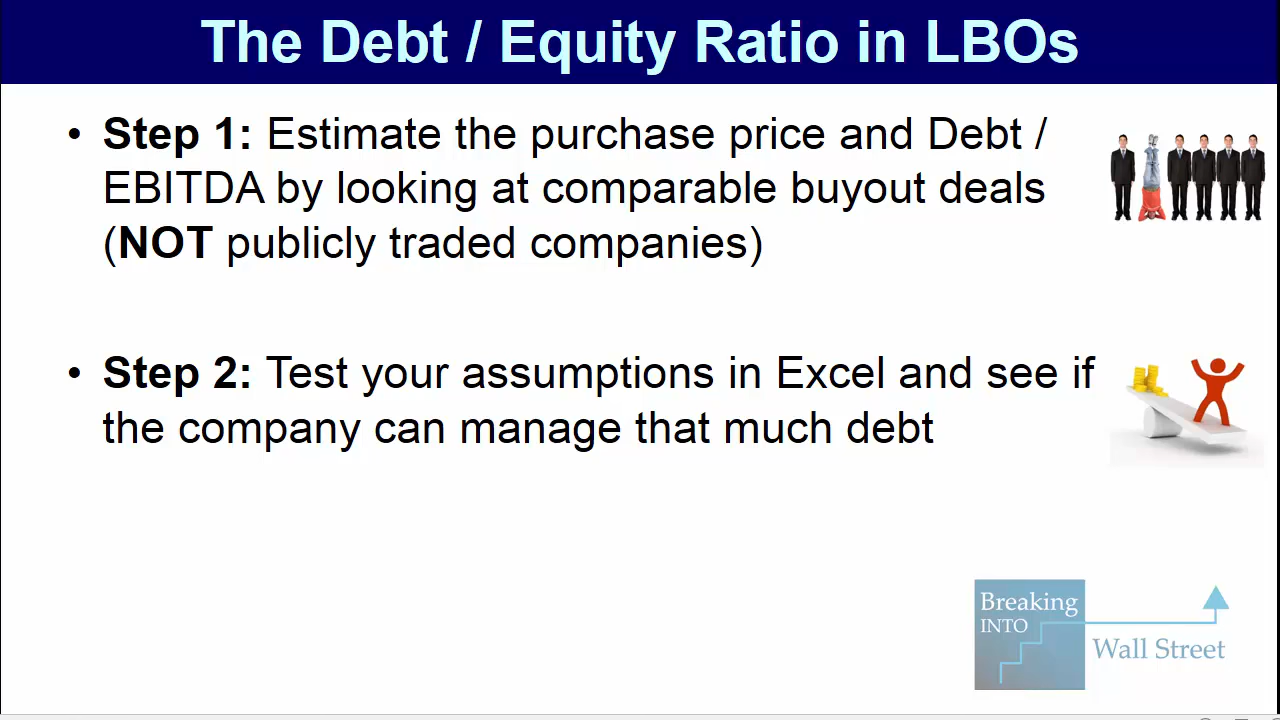 The Debt / Equity Ratio in LBOs
• Step 1: Estimate the purchase price and Debt /
EBITDA by looking at comparable buyout deals
(NOT publicly traded companies)
• Step 2: Test your assumptions in Excel and see if
the company can manage that much debt
Breaking
INTO
Wall Street